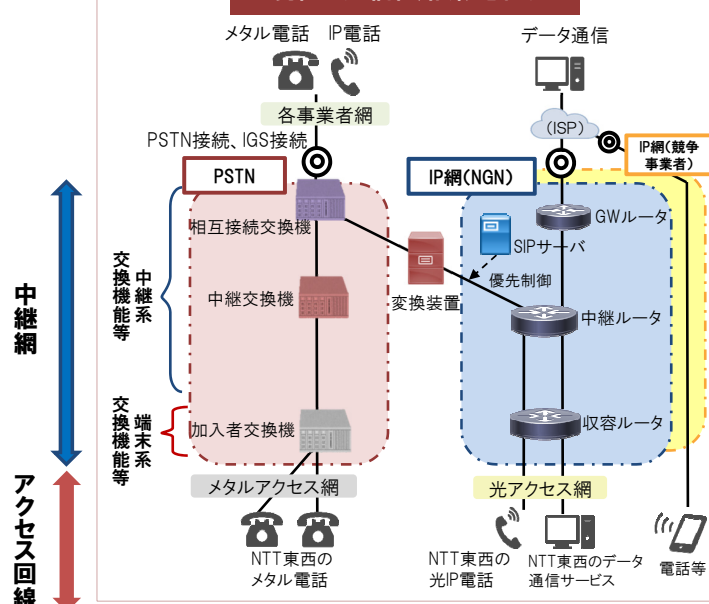 メタル電話
IP電話
データ通信
各事業者網
(ISP)
PSTN接続、IGS接続
IP網(競争
事業者)
PSTN
IP網(NGN)
GWルータ
相互接続交換機
SIPサーバ
優先制御
中継系
交換機能等
中継交換機
変換装置
中継ルータ
中継網
端末系
交換機能等
加入者交換機
収容ルータ
メタルアクセス網
光アクセス網
アクセス回線
NTT東西の
メタル電話
NTT東西の
光IP電話
NTT東西のデータ
通信サービス
電話等